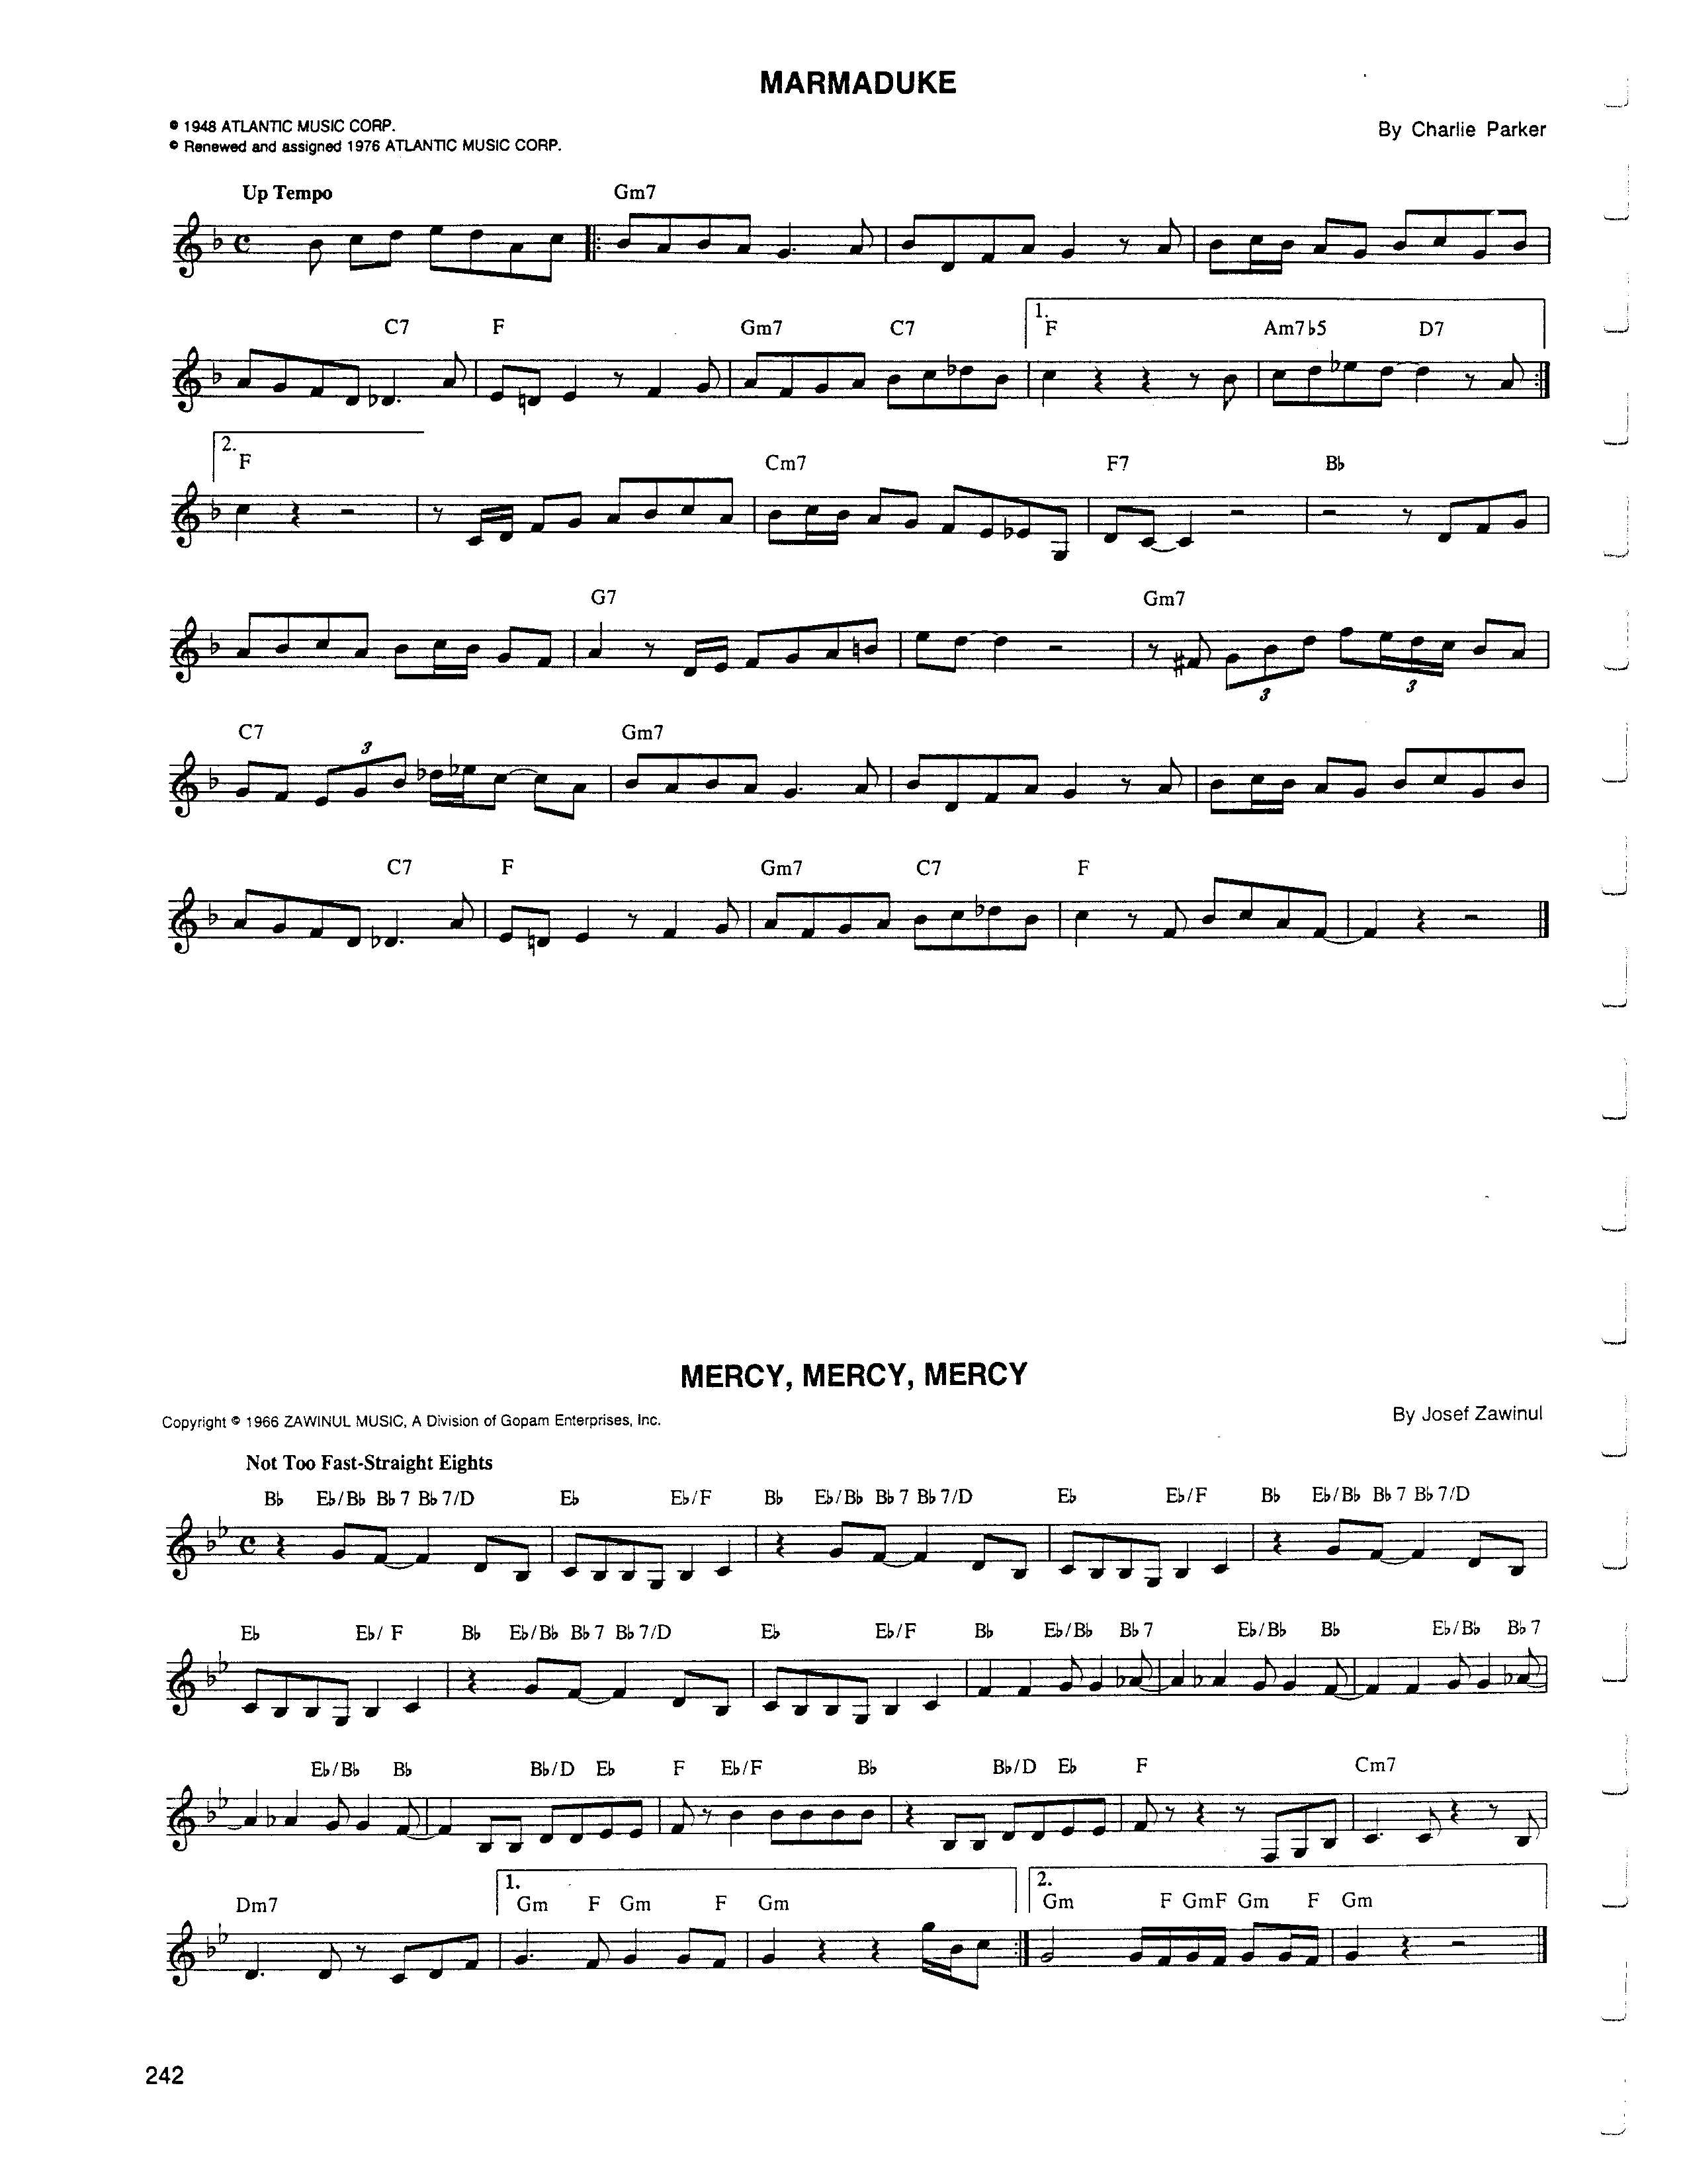 MARMADUKE
© 1948 ATLANTIC MUSIC CORP.
© Renewed and assigned 1976 ATLANTIC MUSIC CORP.
By Charlie Parker
Up Tempo Gm7
C7 F Gm7 C7 1. F Am7♭5 D7
2. F Cm7 F7 B♭
G7 Gm7
3 3
C7 3 Gm7
C7 F Gm7 C7 F
MERCY, MERCY, MERCY
Copyright © 1966 ZAWINUL MUSIC, A Division of Gopam Enterprises, Inc.
By Josef Zawinul
Not Too Fast-Straight Eights
B♭ E♭/B♭ B♭7 B♭7/D E♭ E♭/F B♭ E♭/B♭ B♭7 B♭7/D E♭ E♭/F B♭ E♭/B♭ B♭7 B♭7/D
E♭ E♭/ F B♭ E♭/B♭ B♭7 B♭7/D E♭ E♭/F B♭ E♭/B♭ B♭7 E♭/B♭ B♭ E♭/B♭ B♭7
E♭/B♭ B♭ B♭/D E♭ F E♭/F B♭ B♭/D E♭ F Cm7
Dm7 1. Gm F Gm F Gm 2. Gm F GmF Gm F Gm
242